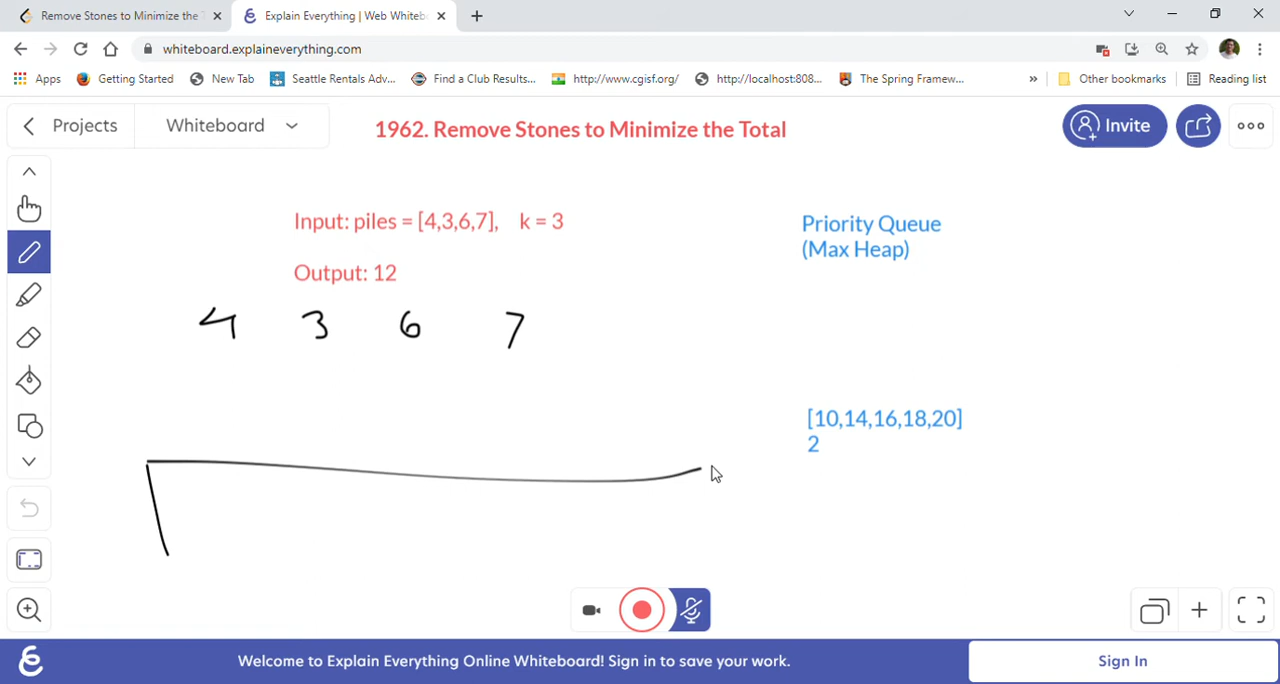 Remove Stones to Minimize the T
Explain Everything | Web Whiteb
whiteboard.explaineverything.com
Apps
Getting Started
New Tab
Seattle Rentals Adv...
Find a Club Results...
http://www.cgisf.org/
http://localhost:808...
The Spring Framew...
»
Other bookmarks
Reading list
Projects
Whiteboard
1962. Remove Stones to Minimize the Total
Invite
Input: piles = [4,3,6,7], k = 3
Output: 12
4 3 6 7
Priority Queue
(Max Heap)
[10,14,16,18,20]
2
Welcome to Explain Everything Online Whiteboard! Sign in to save your work.
Sign In